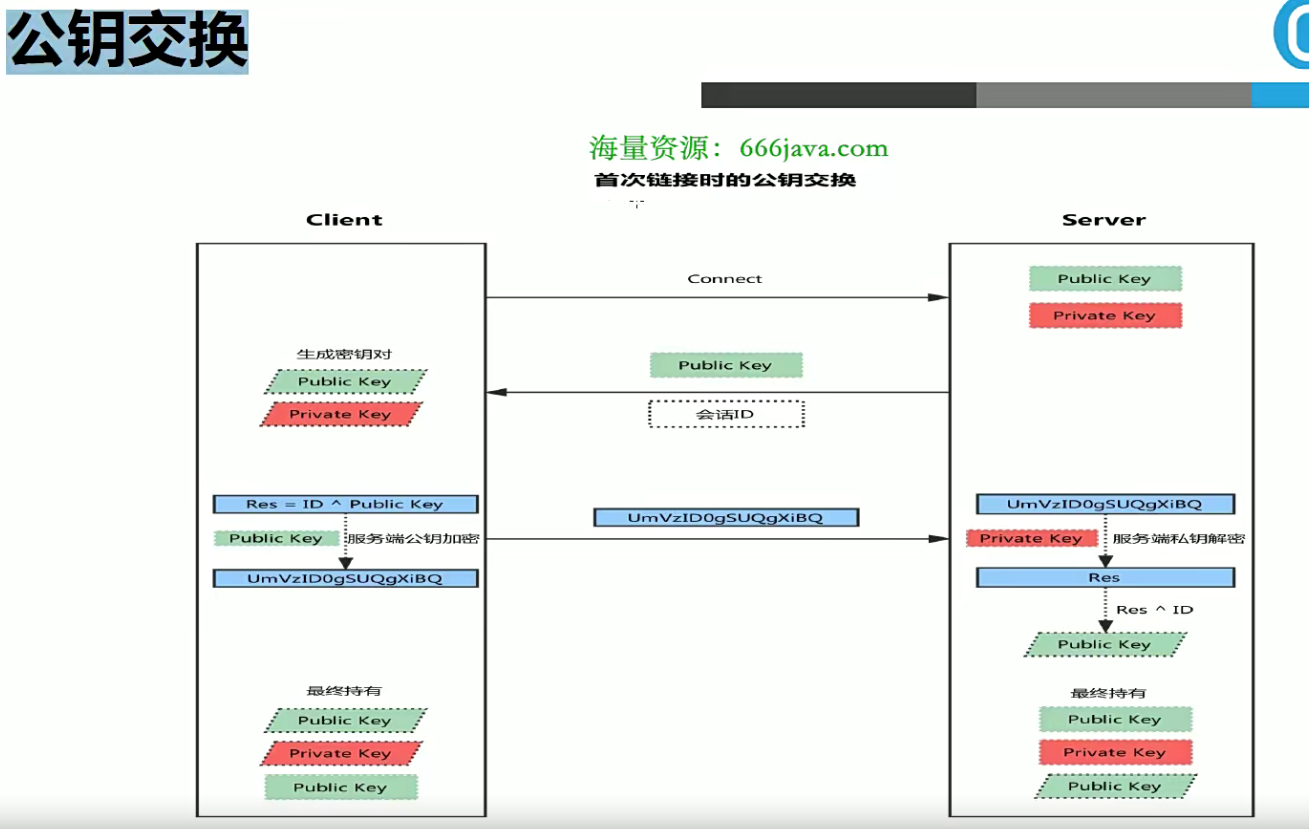 公钥交换
海量资源：666java.com
首次链接时的公钥交换
Client
Server
Connect
Public Key
Private Key
生成密钥对
Public Key
Private Key
Public Key
会话ID
Res = ID ^ Public Key
Public Key
服务端公钥加密
UmVzID0gSUQgXiBQ
UmVzID0gSUQgXiBQ
UmVzID0gSUQgXiBQ
Private Key
服务端私钥解密
Res
Res ^ ID
Public Key
最终持有
Public Key
Private Key
Public Key
最终持有
Public Key
Private Key
Public Key